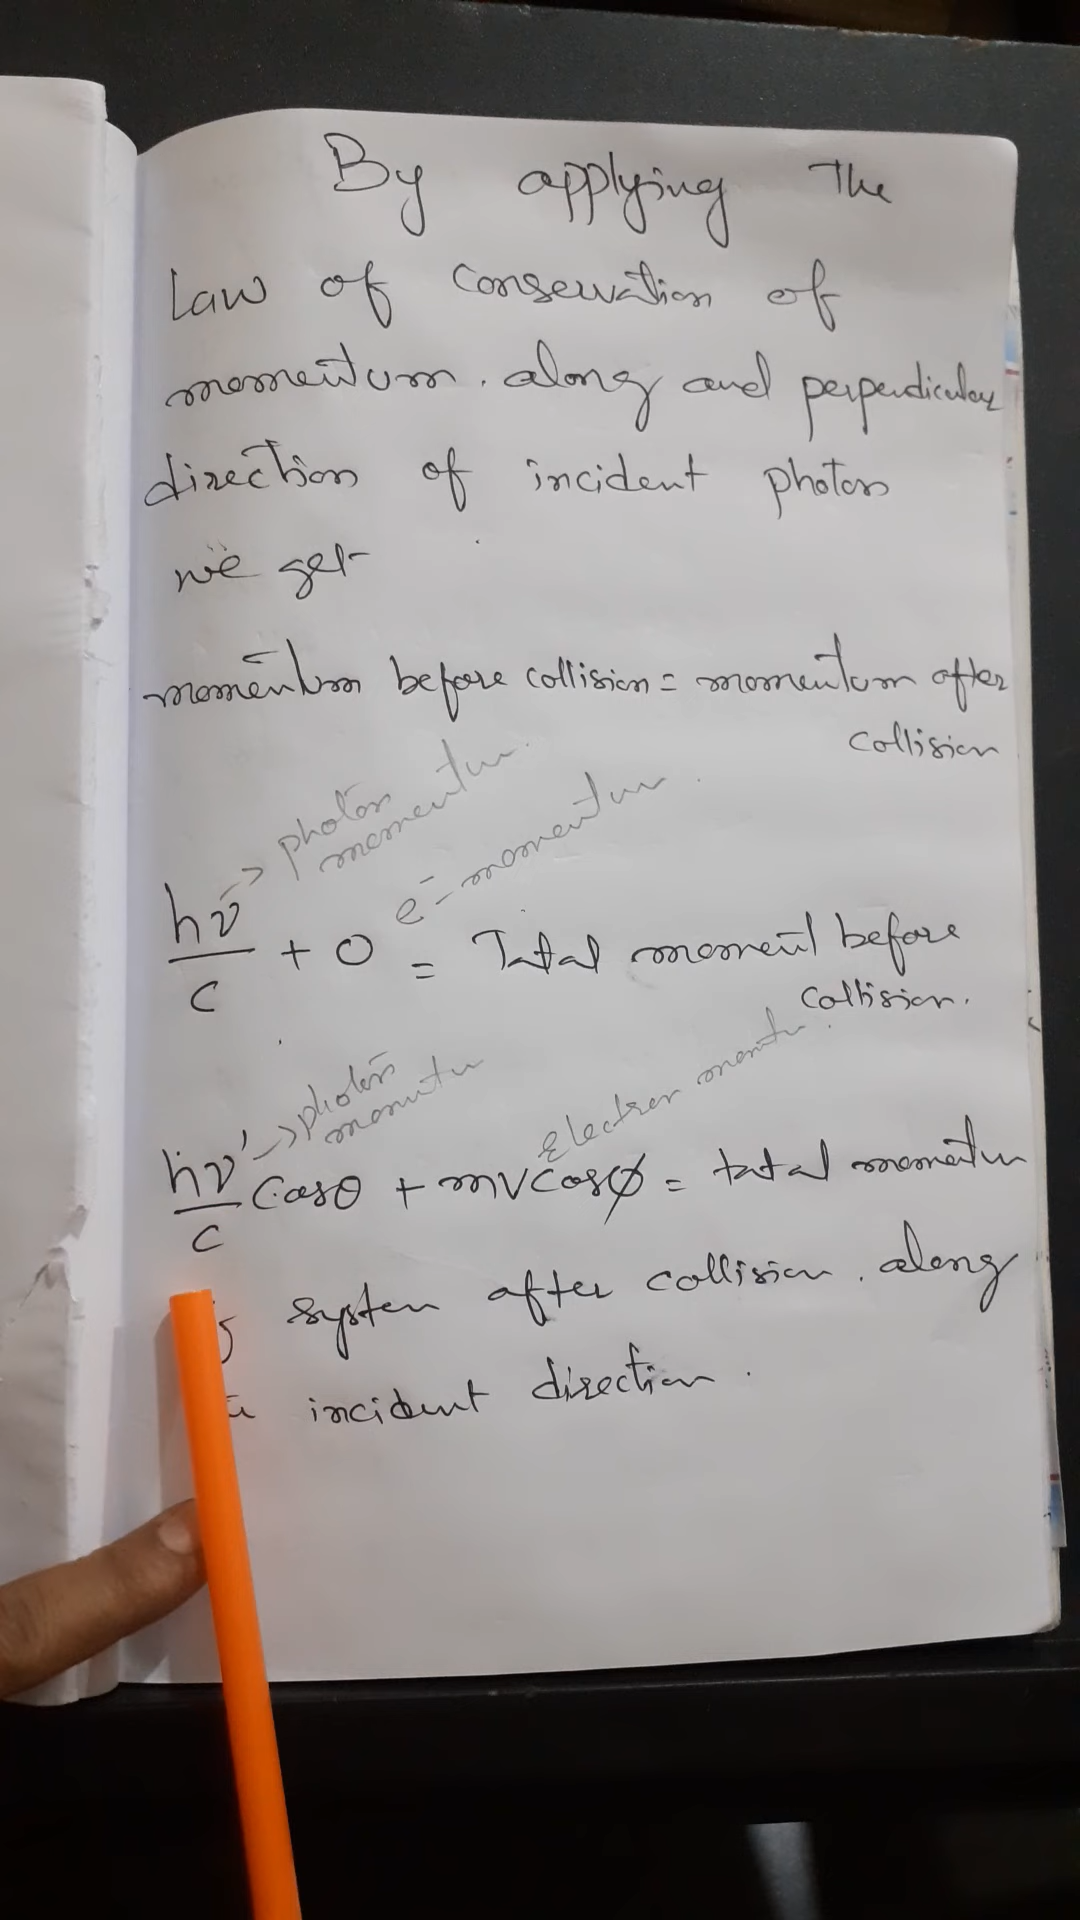 By applying The
Law of Conservation of
momentum. along and perpendicular
direction of incident photon
we get
momentum before collision = momentum after
collision
photon
momentum
e- momentum
hν/c + 0 = Total moment before
collision.
photon
momentu
Electron momentu
hν'/c Cosθ + mvcosϕ = total momentum
system after collision. along
incident direction.